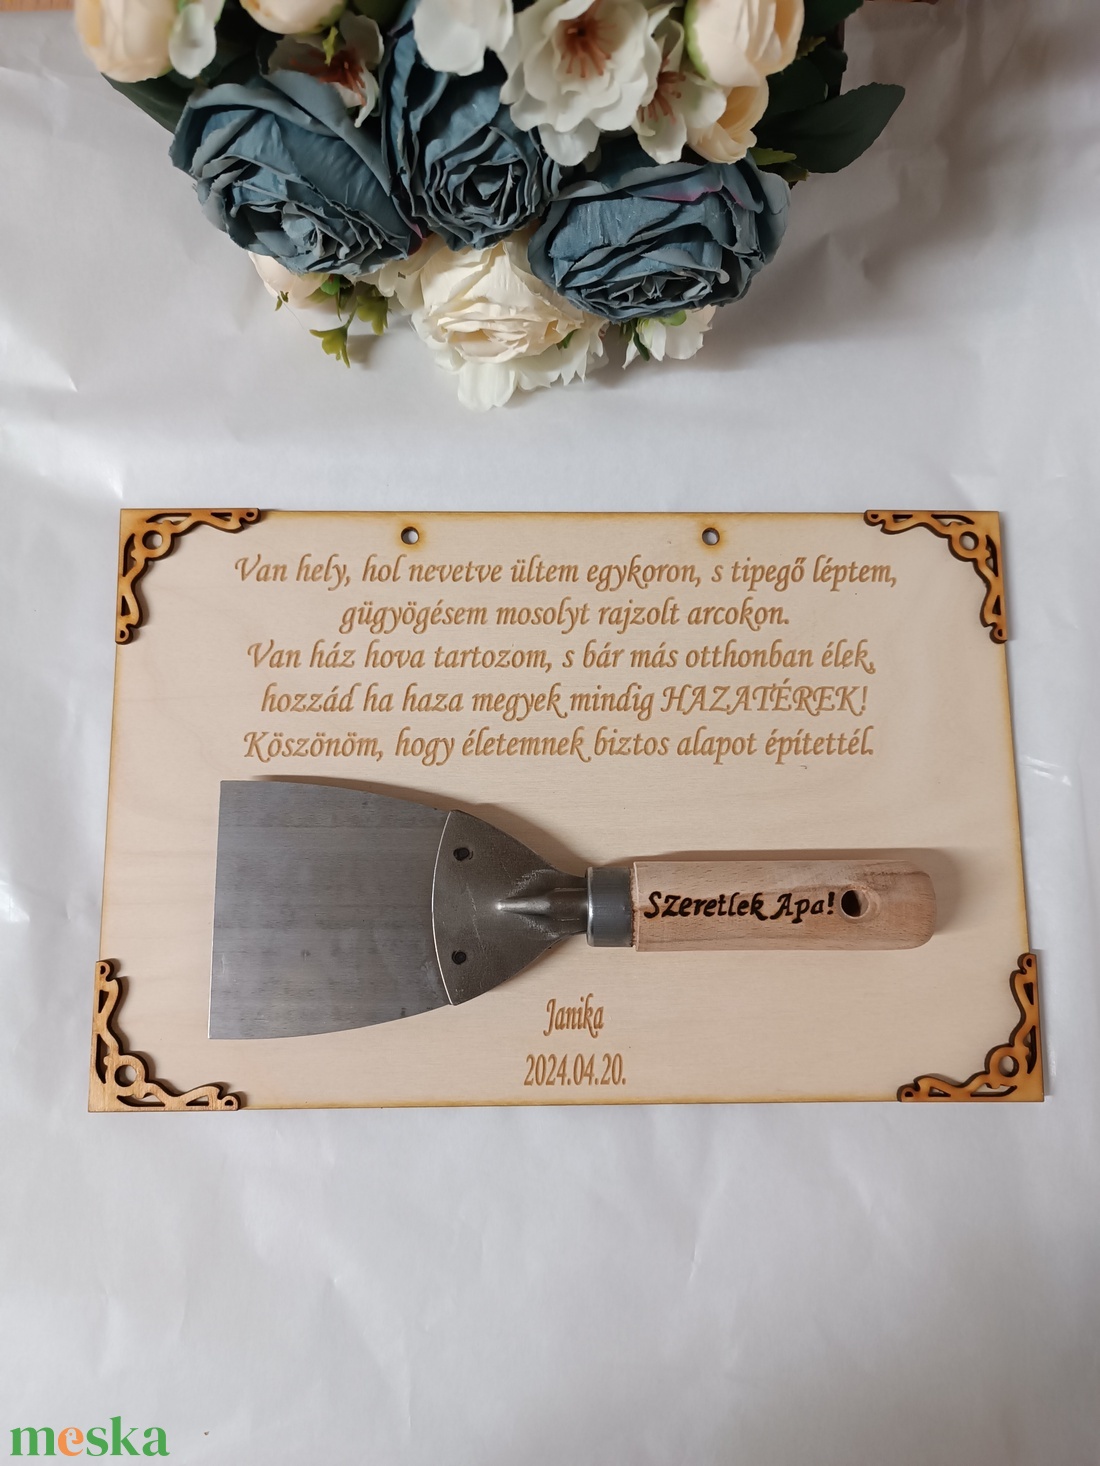 Van hely, hol nevetve ültem egykoron, s tipegő léptem,
gügyögésem mosolyt rajzolt arcokon.
Van ház hova tartozom, s bár más otthonban élek,
hozzád ha haza megyek mindig HAZATÉREK!
Köszönöm, hogy életemnek biztos alapot építettél.
Szeretlek Apa!
Janika
2024.04.20.
meska